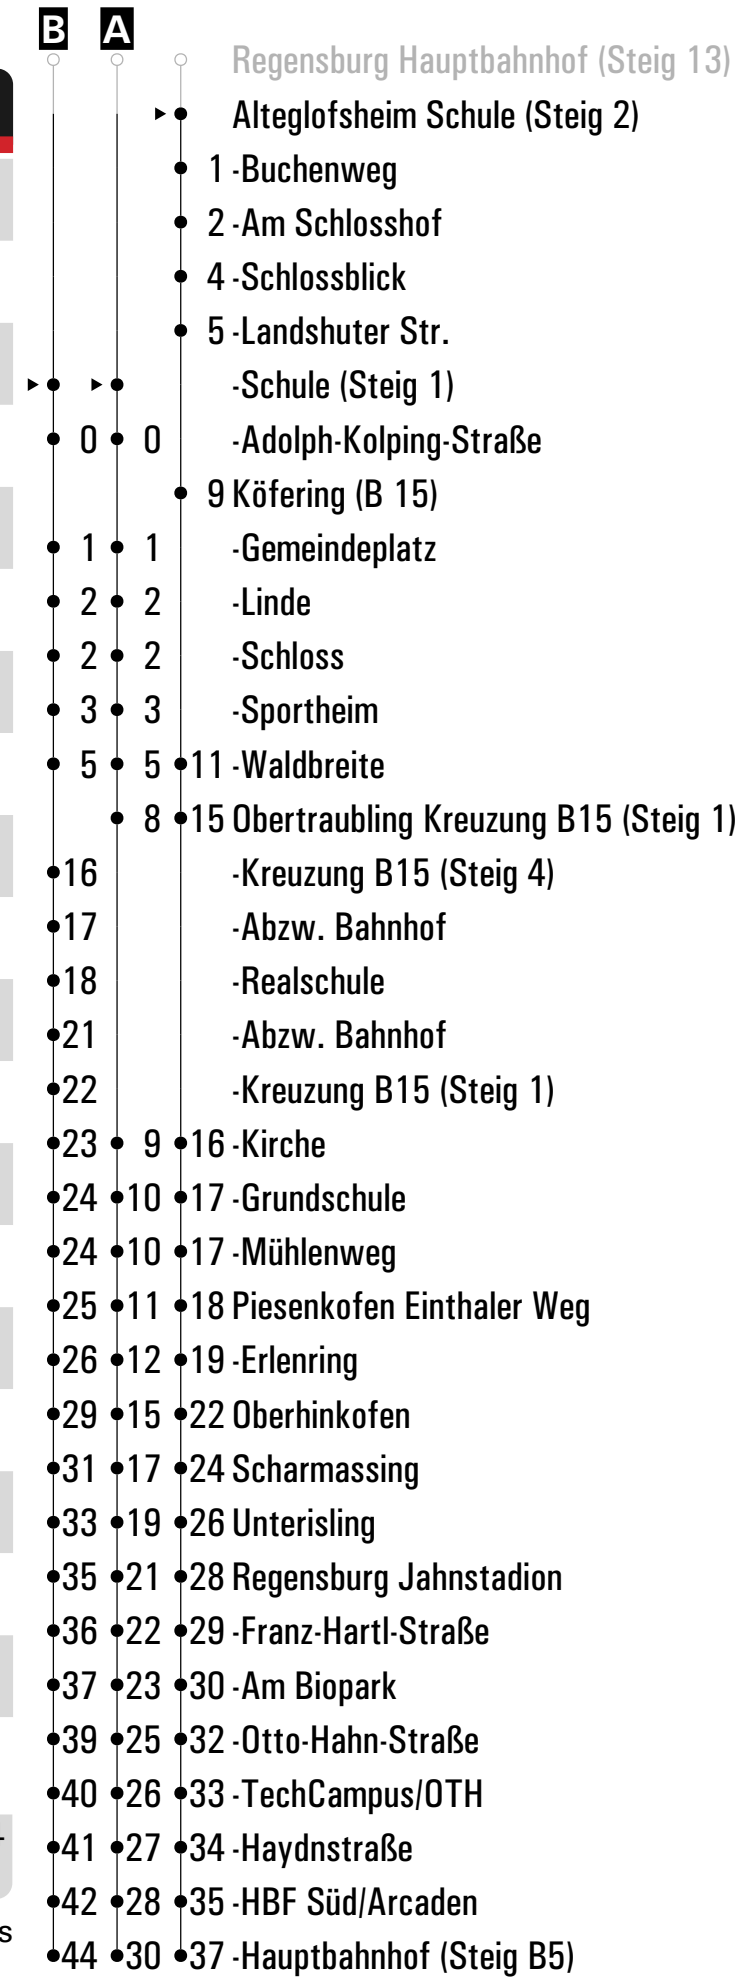 B A
Regensburg Hauptbahnhof (Steig 13)
Alteglofsheim Schule (Steig 2)
1 -Buchenweg
2 -Am Schlosshof
4 -Schlossblick
5 -Landshuter Str.
-Schule (Steig 1)
0 0 -Adolph-Kolping-Straße
9 Köfering (B 15)
1 1 -Gemeindeplatz
2 2 -Linde
2 2 -Schloss
3 3 -Sportheim
5 5 11 -Waldbreite
8 15 Obertraubling Kreuzung B15 (Steig 1)
16 -Kreuzung B15 (Steig 4)
17 -Abzw. Bahnhof
18 -Realschule
21 -Abzw. Bahnhof
22 -Kreuzung B15 (Steig 1)
23 9 16 -Kirche
24 10 17 -Grundschule
24 10 17 -Mühlenweg
25 11 18 Piesenkofen Einthaler Weg
26 12 19 -Erlenring
29 15 22 Oberhinkofen
31 17 24 Scharmassing
33 19 26 Unterisling
35 21 28 Regensburg Jahnstadion
36 22 29 -Franz-Hartl-Straße
37 23 30 -Am Biopark
39 25 32 -Otto-Hahn-Straße
40 26 33 -TechCampus/OTH
41 27 34 -Haydnstraße
42 28 35 -HBF Süd/Arcaden
s
44 30 37 -Hauptbahnhof (Steig B5)